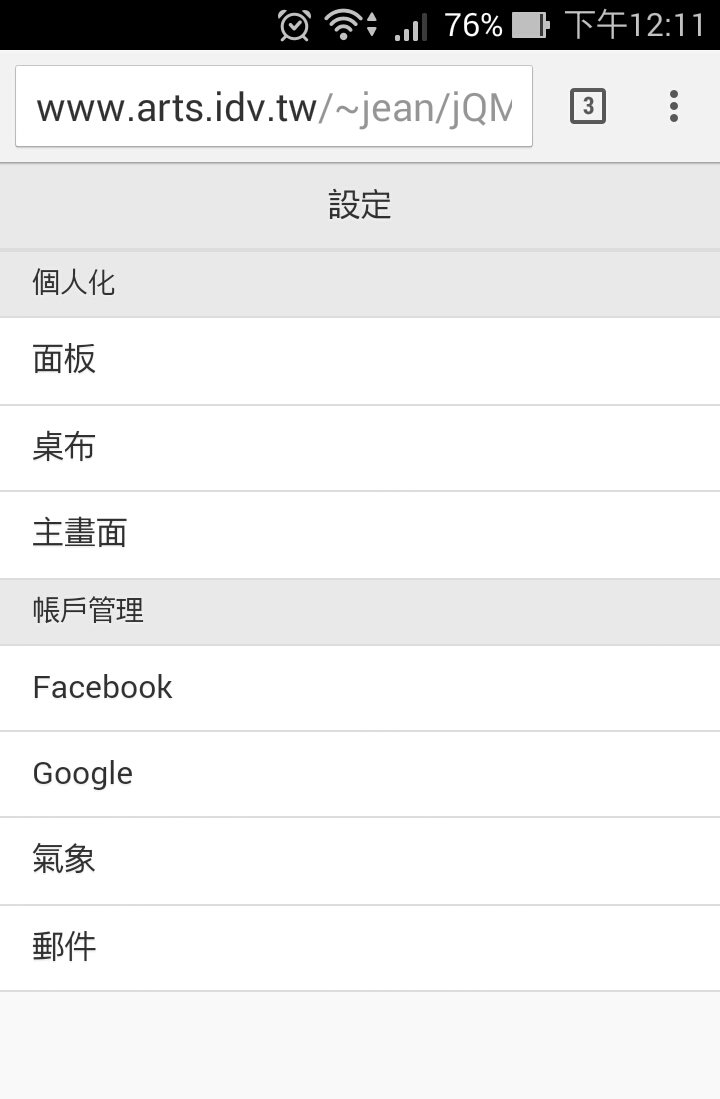 76% 下午12:11
www.arts.idv.tw/~jean/jQM
3
設定
個人化
面板
桌布
主畫面
帳戶管理
Facebook
Google
氣象
郵件